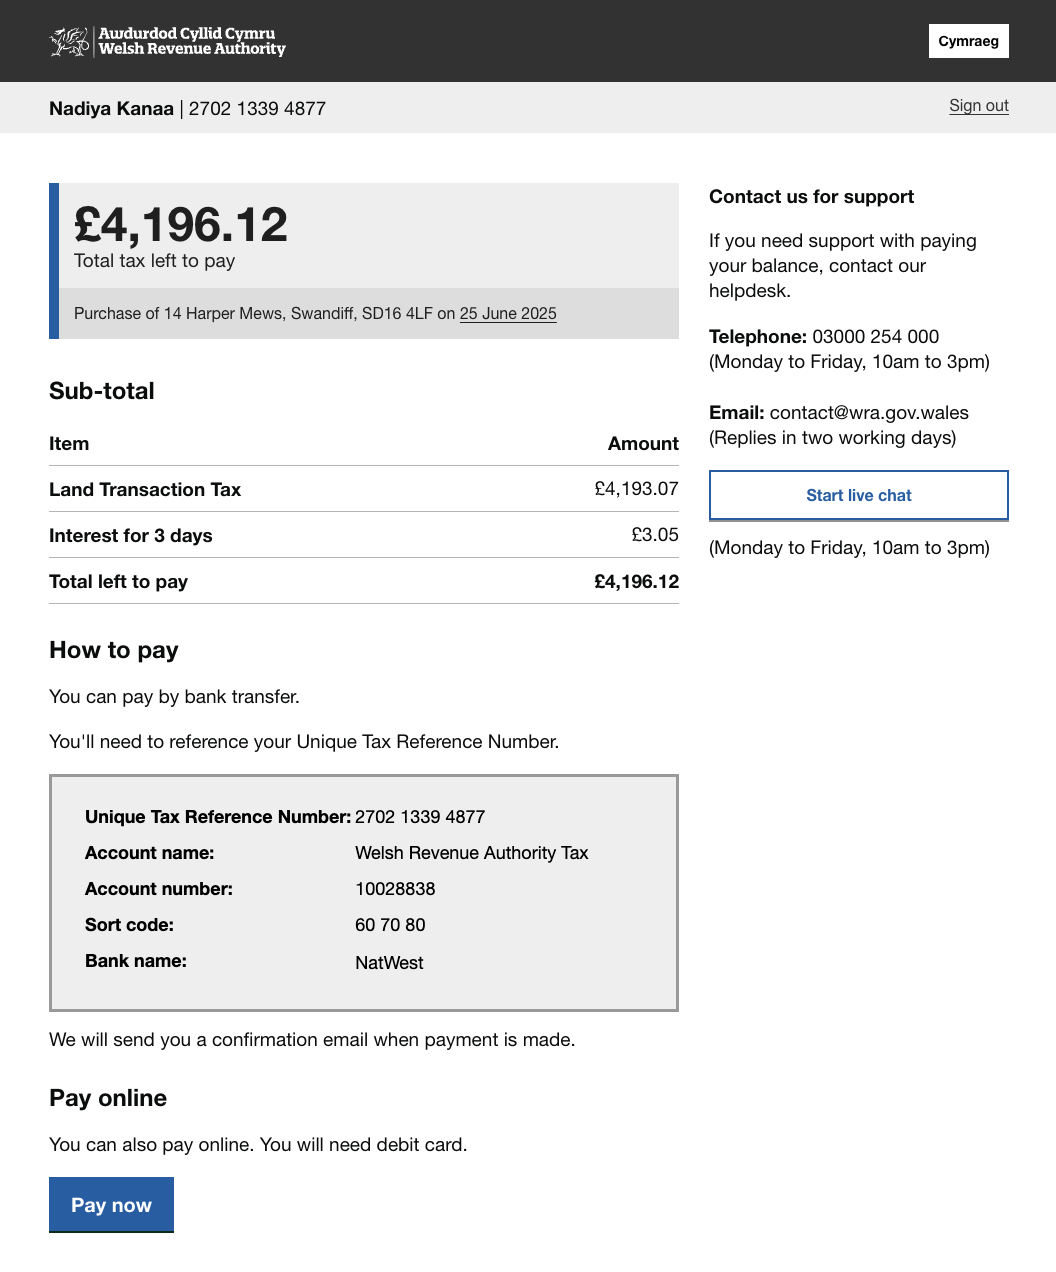 Awdurdod Cyllid Cymru
Welsh Revenue Authority
Cymraeg
Nadiya Kanaa | 2702 1339 4877
Sign out
£4,196.12
Total tax left to pay
Purchase of 14 Harper Mews, Swandiff, SD16 4LF on 25 June 2025
Sub-total
Item Amount
Land Transaction Tax £4,193.07
Interest for 3 days £3.05
Total left to pay £4,196.12
How to pay
You can pay by bank transfer.
You'll need to reference your Unique Tax Reference Number.
Unique Tax Reference Number: 2702 1339 4877
Account name: Welsh Revenue Authority Tax
Account number: 10028838
Sort code: 60 70 80
Bank name: NatWest
We will send you a confirmation email when payment is made.
Pay online
You can also pay online. You will need debit card.
Pay now
Contact us for support
If you need support with paying
your balance, contact our
helpdesk.
Telephone: 03000 254 000
(Monday to Friday, 10am to 3pm)
Email: contact@wra.gov.wales
(Replies in two working days)
Start live chat
(Monday to Friday, 10am to 3pm)